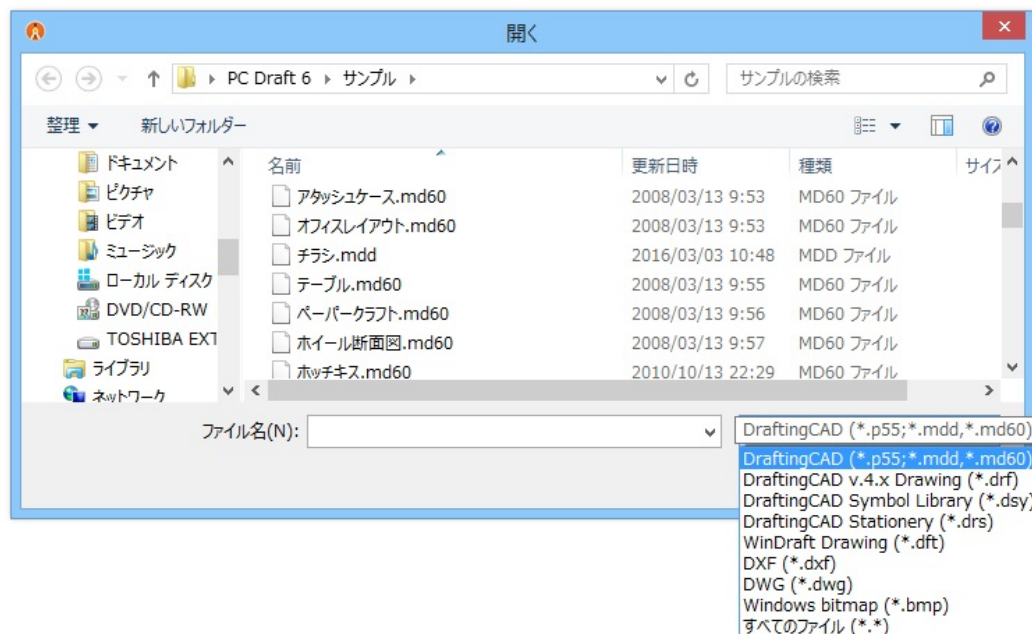 開く
PC Draft 6 サンプル
サンプルの検索
整理 新しいフォルダー
ドキュメント
ピクチャ
ビデオ
ミュージック
ローカル ディスク
DVD/CD-RW
TOSHIBA EXT
ライブラリ
ネットワーク
名前 更新日時 種類 サイズ
アタッシュケース.md60 2008/03/13 9:53 MD60 ファイル
オフィスレイアウト.md60 2008/03/13 9:53 MD60 ファイル
チラシ.mdd 2016/03/03 10:48 MDD ファイル
テーブル.md60 2008/03/13 9:55 MD60 ファイル
ペーパークラフト.md60 2008/03/13 9:56 MD60 ファイル
ホイール断面図.md60 2008/03/13 9:57 MD60 ファイル
ホッチキス.md60 2010/10/13 22:29 MD60 ファイル
ファイル名(N):
DraftingCAD (*.p55;*.mdd,*.md60)
DraftingCAD (*.p55;*.mdd,*.md60)
DraftingCAD v.4.x Drawing (*.drf)
DraftingCAD Symbol Library (*.dsy)
DraftingCAD Stationery (*.drs)
WinDraft Drawing (*.dft)
DXF (*.dxf)
DWG (*.dwg)
Windows bitmap (*.bmp)
すべてのファイル (*.*)